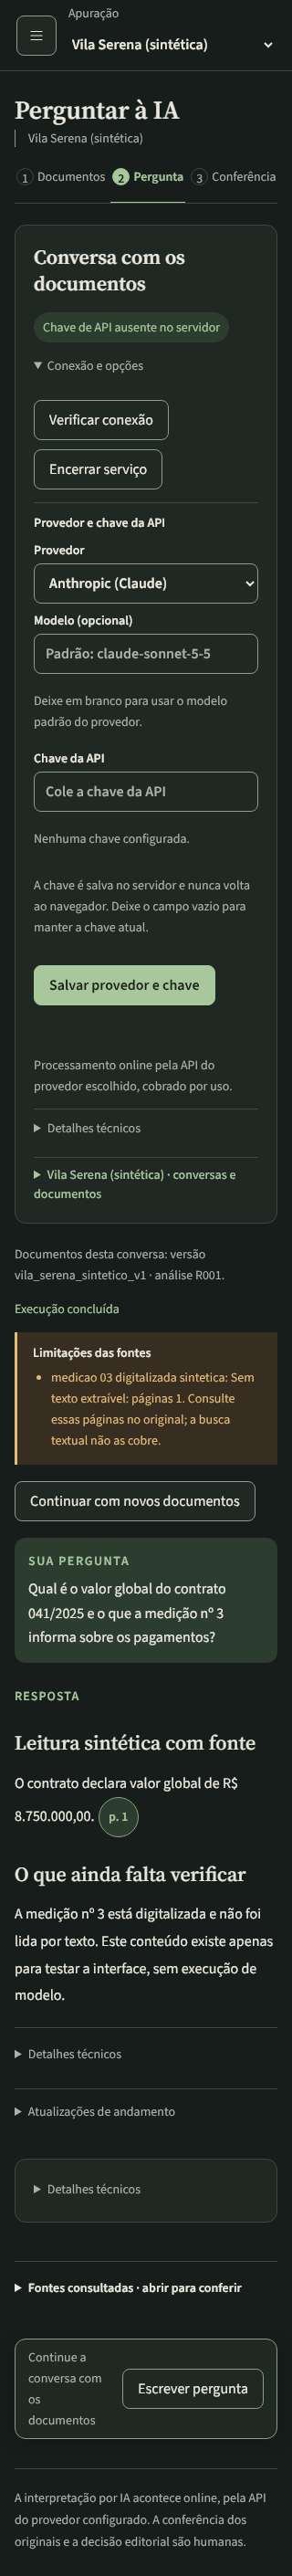 Apuração
Vila Serena (sintética)
Perguntar à IA
Vila Serena (sintética)
1 Documentos 2 Pergunta 3 Conferência
Conversa com os
documentos
Chave de API ausente no servidor
▼ Conexão e opções
Verificar conexão
Encerrar serviço
Provedor e chave da API
Provedor
Anthropic (Claude)
Modelo (opcional)
Padrão: claude-sonnet-5-5
Deixe em branco para usar o modelo
padrão do provedor.
Chave da API
Cole a chave da API
Nenhuma chave configurada.
A chave é salva no servidor e nunca volta
ao navegador. Deixe o campo vazio para
manter a chave atual.
Salvar provedor e chave
Processamento online pela API do
provedor escolhido, cobrado por uso.
▶ Detalhes técnicos
▶ Vila Serena (sintética) · conversas e
documentos
Documentos desta conversa: versão
vila_serena_sintetico_v1 · análise R001.
Execução concluída
Limitações das fontes
• medicao 03 digitalizada sintetica: Sem
texto extraível: páginas 1. Consulte
essas páginas no original; a busca
textual não as cobre.
Continuar com novos documentos
SUA PERGUNTA
Qual é o valor global do contrato
041/2025 e o que a medição nº 3
informa sobre os pagamentos?
RESPOSTA
Leitura sintética com fonte
O contrato declara valor global de R$
8.750.000,00. p. 1
O que ainda falta verificar
A medição nº 3 está digitalizada e não foi
lida por texto. Este conteúdo existe apenas
para testar a interface, sem execução de
modelo.
▶ Detalhes técnicos
▶ Atualizações de andamento
▶ Detalhes técnicos
▶ Fontes consultadas · abrir para conferir
Continue a
conversa com
os
documentos
Escrever pergunta
A interpretação por IA acontece online, pela API
do provedor configurado. A conferência dos
originais e a decisão editorial são humanas.